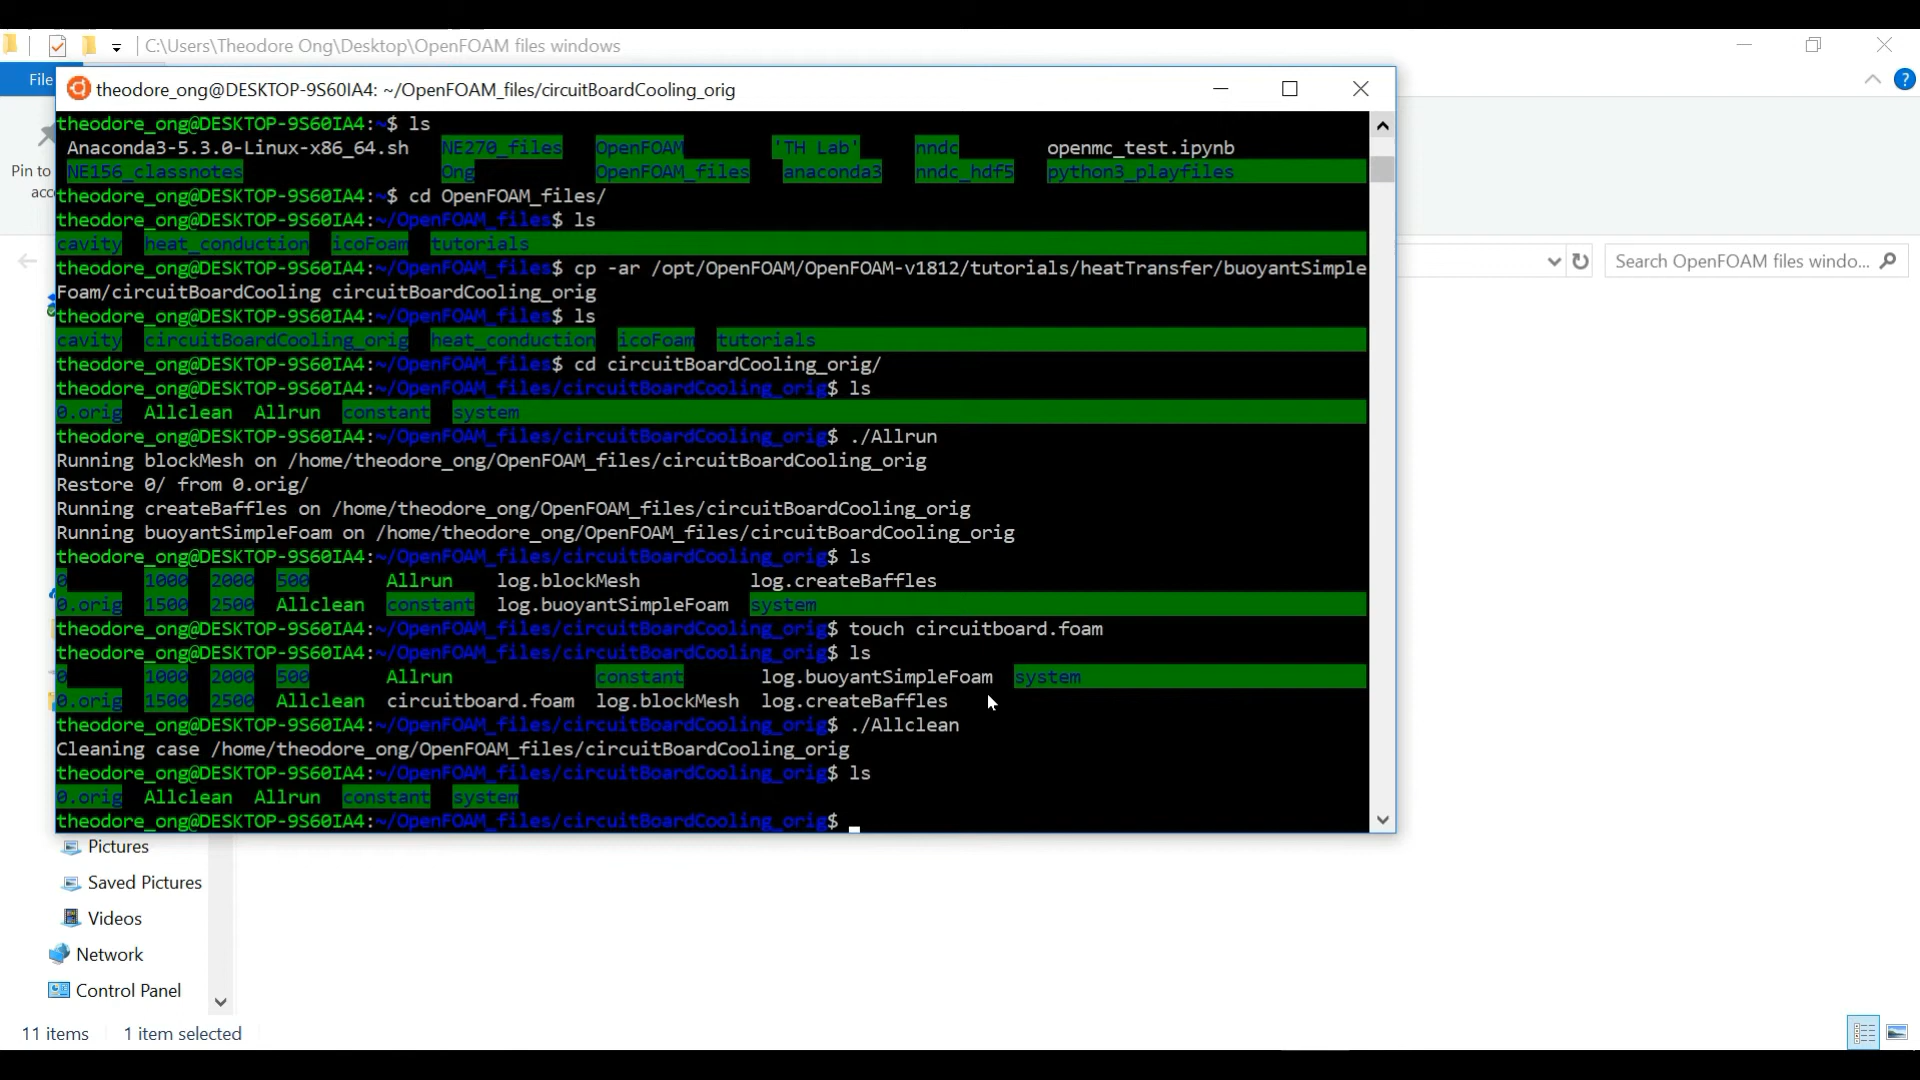 C:\Users\Theodore Ong\Desktop\OpenFOAM files windows
File
theodore_ong@DESKTOP-9S60IA4: ~/OpenFOAM_files/circuitBoardCooling_orig
?
Pin to
acc
Search OpenFOAM files windo...
theodore_ong@DESKTOP-9S60IA4:~$ ls
Anaconda3-5.3.0-Linux-x86_64.sh NE270_files OpenFOAM 'TH Lab' nndc openmc_test.ipynb
NE156_classnotes Ong OpenFOAM_files anaconda3 nndc_hdf5 python3_playfiles
theodore_ong@DESKTOP-9S60IA4:~$ cd OpenFOAM_files/
theodore_ong@DESKTOP-9S60IA4:~/OpenFOAM_files$ ls
cavity heat_conduction icoFoam tutorials
theodore_ong@DESKTOP-9S60IA4:~/OpenFOAM_files$ cp -ar /opt/OpenFOAM/OpenFOAM-v1812/tutorials/heatTransfer/buoyantSimple
Foam/circuitBoardCooling circuitBoardCooling_orig
theodore_ong@DESKTOP-9S60IA4:~/OpenFOAM_files$ ls
cavity circuitBoardCooling_orig heat_conduction icoFoam tutorials
theodore_ong@DESKTOP-9S60IA4:~/OpenFOAM_files$ cd circuitBoardCooling_orig/
theodore_ong@DESKTOP-9S60IA4:~/OpenFOAM_files/circuitBoardCooling_orig$ ls
0.orig Allclean Allrun constant system
theodore_ong@DESKTOP-9S60IA4:~/OpenFOAM_files/circuitBoardCooling_orig$ ./Allrun
Running blockMesh on /home/theodore_ong/OpenFOAM_files/circuitBoardCooling_orig
Restore 0/ from 0.orig/
Running createBaffles on /home/theodore_ong/OpenFOAM_files/circuitBoardCooling_orig
Running buoyantSimpleFoam on /home/theodore_ong/OpenFOAM_files/circuitBoardCooling_orig
theodore_ong@DESKTOP-9S60IA4:~/OpenFOAM_files/circuitBoardCooling_orig$ ls
0 1000 2000 500 Allrun log.blockMesh log.createBaffles
0.orig 1500 2500 Allclean constant log.buoyantSimpleFoam system
theodore_ong@DESKTOP-9S60IA4:~/OpenFOAM_files/circuitBoardCooling_orig$ touch circuitboard.foam
theodore_ong@DESKTOP-9S60IA4:~/OpenFOAM_files/circuitBoardCooling_orig$ ls
0 1000 2000 500 Allrun constant log.buoyantSimpleFoam system
0.orig 1500 2500 Allclean circuitboard.foam log.blockMesh log.createBaffles
theodore_ong@DESKTOP-9S60IA4:~/OpenFOAM_files/circuitBoardCooling_orig$ ./Allclean
Cleaning case /home/theodore_ong/OpenFOAM_files/circuitBoardCooling_orig
theodore_ong@DESKTOP-9S60IA4:~/OpenFOAM_files/circuitBoardCooling_orig$ ls
0.orig Allclean Allrun constant system
theodore_ong@DESKTOP-9S60IA4:~/OpenFOAM_files/circuitBoardCooling_orig$
Pictures
Saved Pictures
Videos
Network
Control Panel
11 items 1 item selected